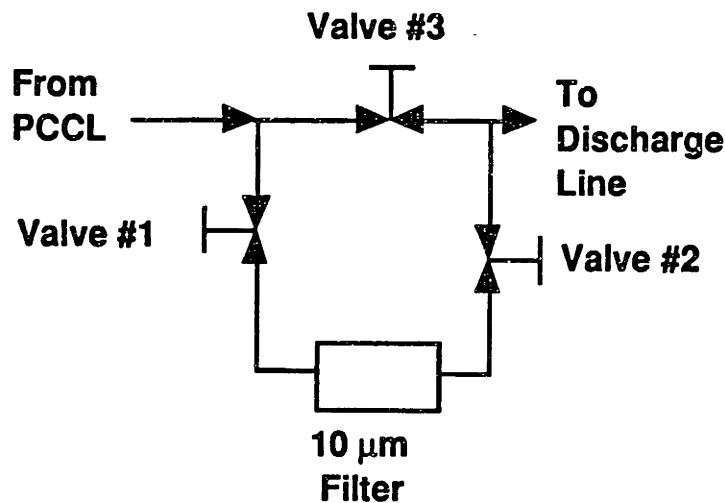 Valve #3
From
PCCL
To
Discharge
Line
Valve #1
Valve #2
10 μm
Filter